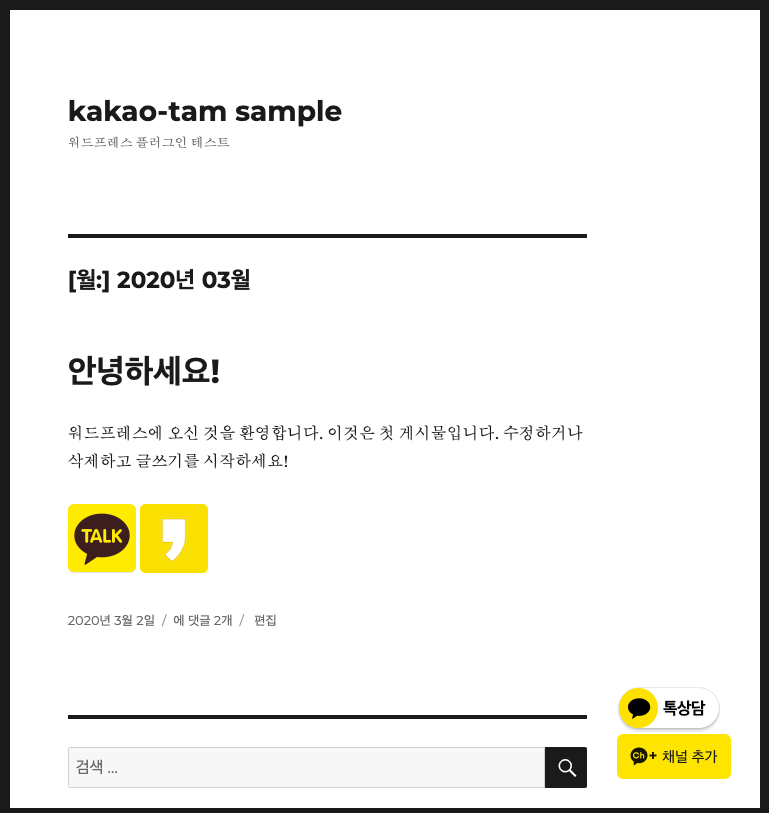 kakao-tam sample
워드프레스 플러그인 테스트
[월:] 2020년 03월
안녕하세요!
워드프레스에 오신 것을 환영합니다. 이것은 첫 게시물입니다. 수정하거나
삭제하고 글쓰기를 시작하세요!
TALK
2020년 3월 2일 / 에 댓글 2개 / 편집
톡상담
Ch+ 채널 추가
검색 ...